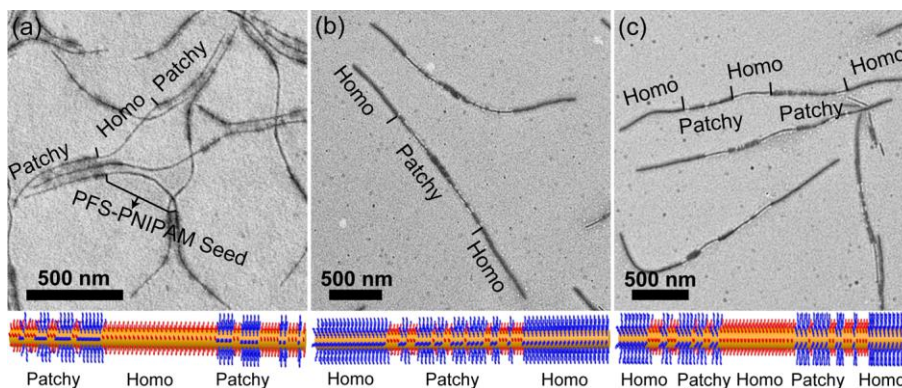 (a)
Patchy
Homo
Patchy
PFS-PNIPAM Seed
500 nm
(b)
Homo
Patchy
Homo
500 nm
(c)
Homo
Patchy
Homo
Patchy
Homo
500 nm
Patchy Homo Patchy
Homo Patchy Homo
Homo Patchy Homo Patchy Homo